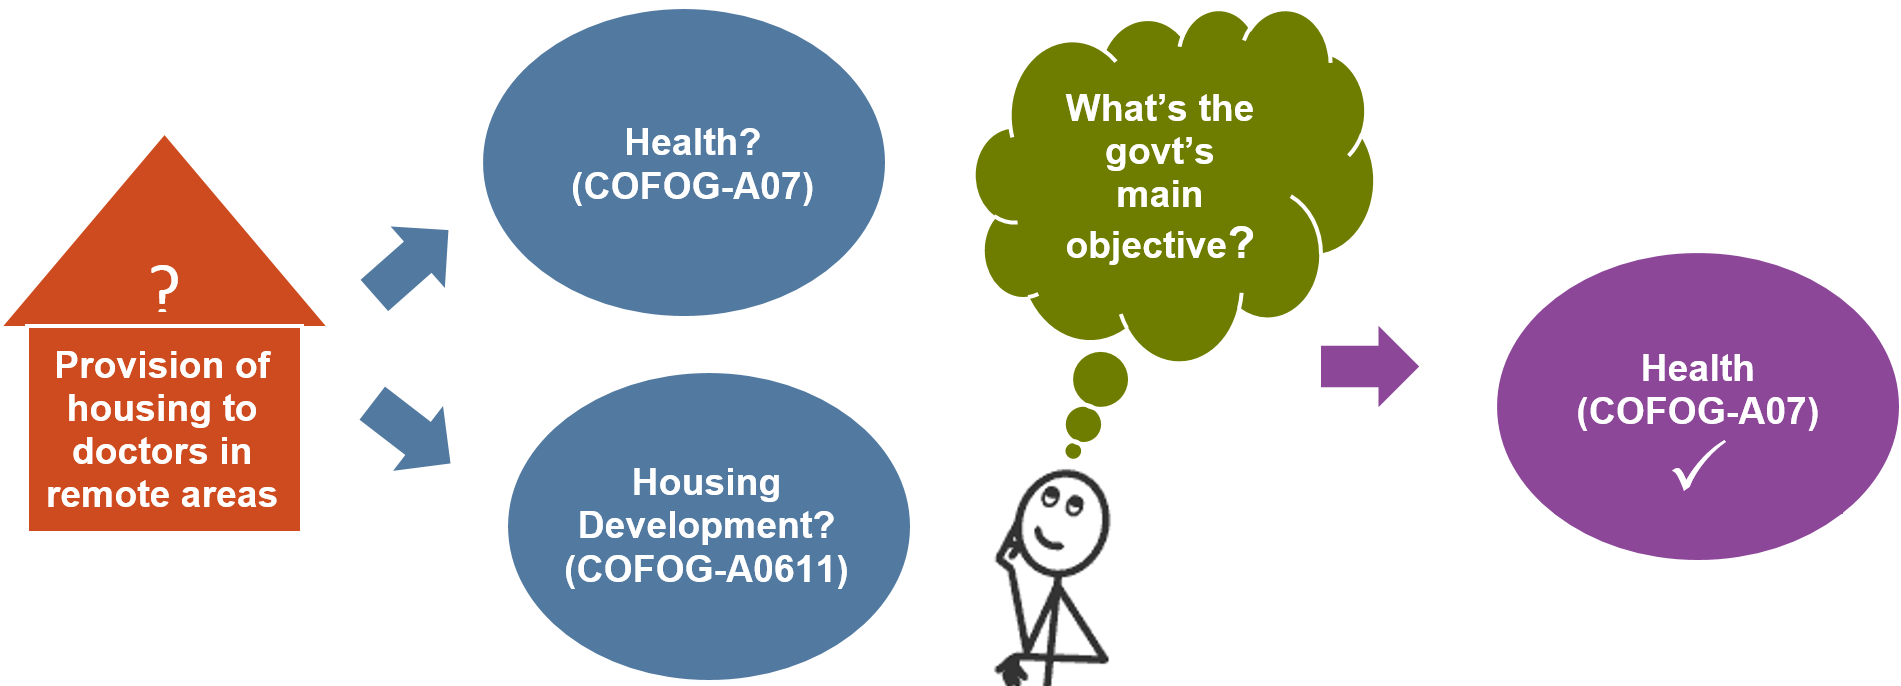 ?
Provision of
housing to
doctors in
remote areas
Health?
(COFOG-A07)
Housing
Development?
(COFOG-A0611)
What’s the
govt’s
main
objective?
Health
(COFOG-A07)
✓